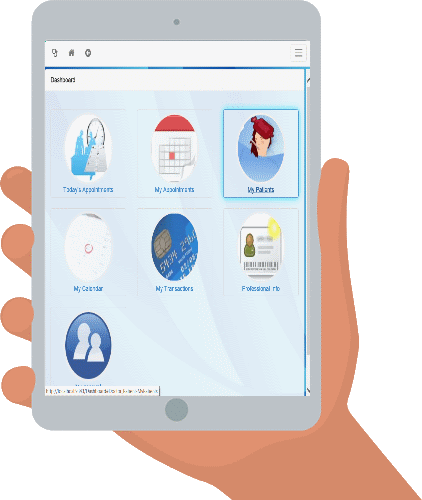 Dashboard
Today's Appointments
My Appointments
My Patients
My Calendar
My Transactions
Professional Info